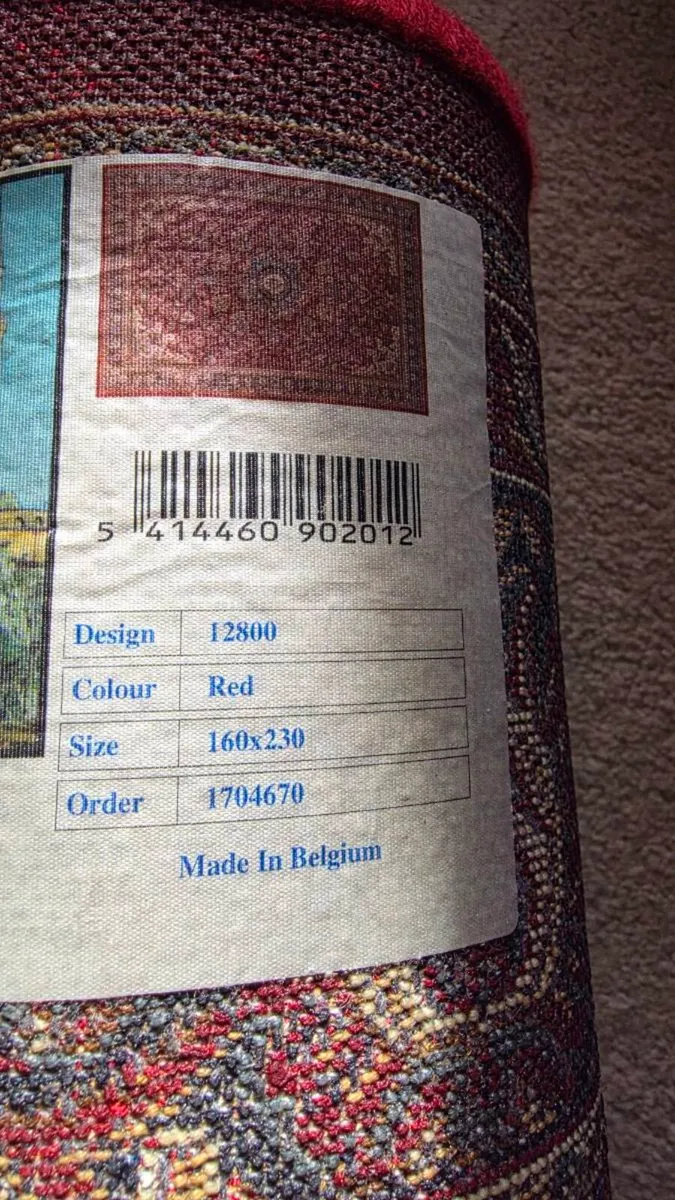 5 414460 902012
Design 12800
Colour Red
Size 160x230
Order 1704670
Made In Belgium